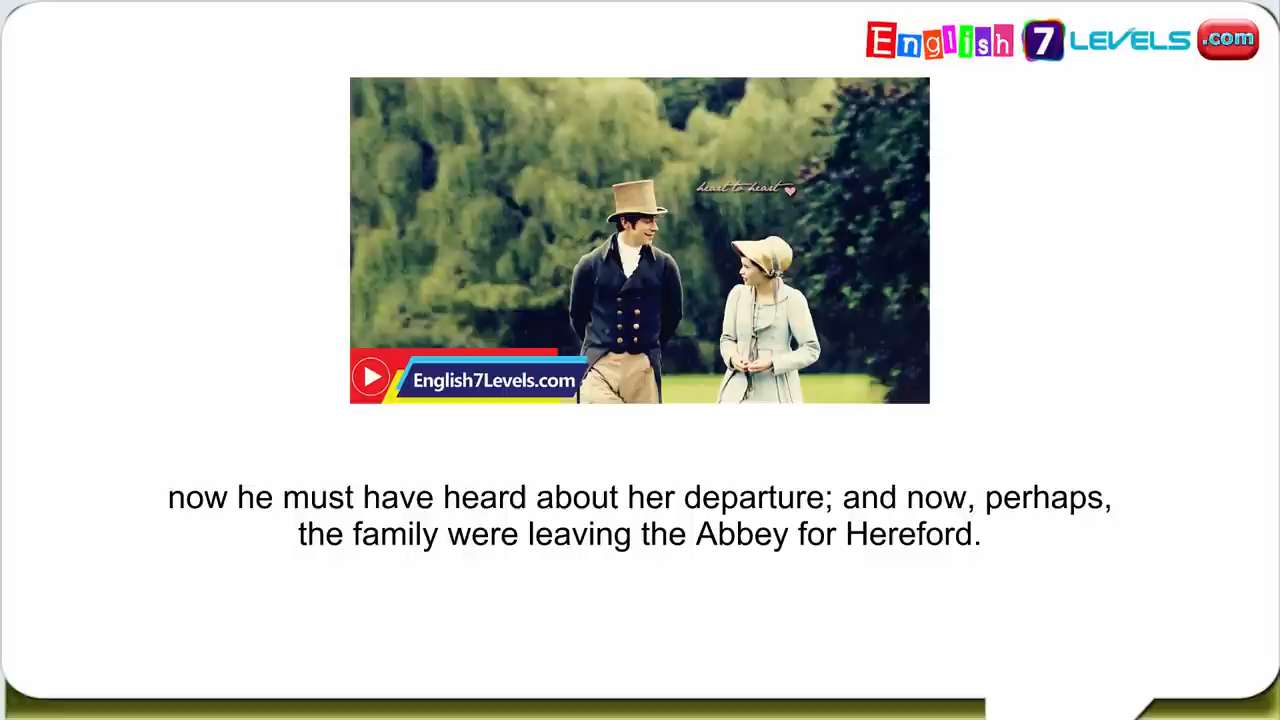 English 7 LEVELS .com
heart to heart
English7Levels.com
now he must have heard about her departure; and now, perhaps,
the family were leaving the Abbey for Hereford.